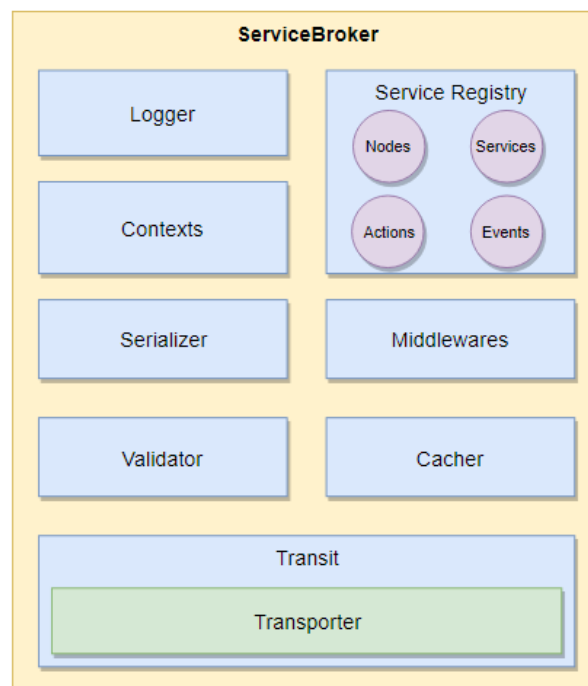 ServiceBroker
Logger
Service Registry
Nodes
Services
Actions
Events
Contexts
Serializer
Middlewares
Validator
Cacher
Transit
Transporter